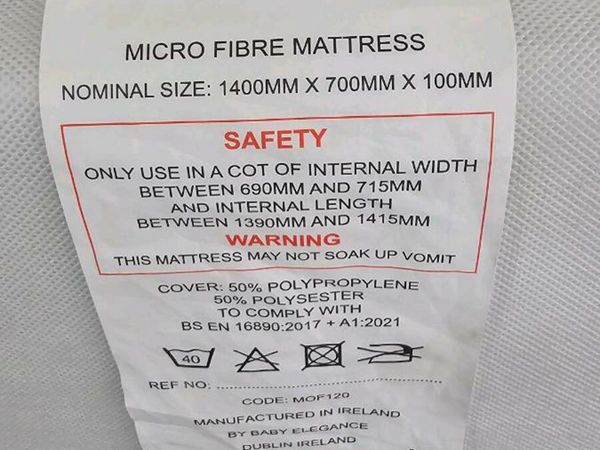 MICRO FIBRE MATTRESS
NOMINAL SIZE: 1400MM X 700MM X 100MM
SAFETY
ONLY USE IN A COT OF INTERNAL WIDTH
BETWEEN 690MM AND 715MM
AND INTERNAL LENGTH
BETWEEN 1390MM AND 1415MM
WARNING
THIS MATTRESS MAY NOT SOAK UP VOMIT
COVER: 50% POLYPROPYLENE
50% POLYSESTER
TO COMPLY WITH
BS EN 16890:2017 + A1:2021
40
REF NO: ..............................
CODE: MOF120
MANUFACTURED IN IRELAND
BY BABY ELEGANCE
DUBLIN IRELAND